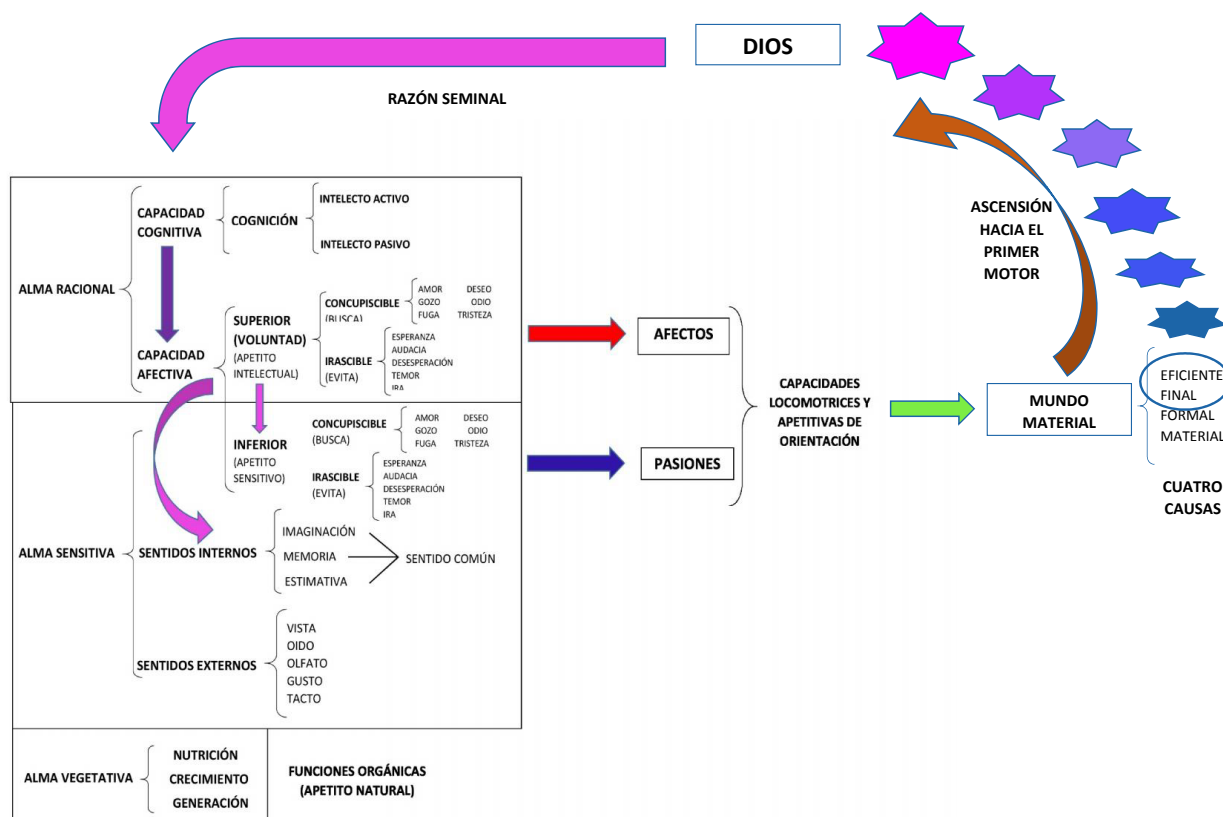 DIOS
RAZÓN SEMINAL
ASCENSIÓN
HACIA EL
PRIMER
MOTOR
ALMA RACIONAL
CAPACIDAD
COGNITIVA
COGNICIÓN
INTELECTO ACTIVO
INTELECTO PASIVO
CAPACIDAD
AFECTIVA
SUPERIOR
(VOLUNTAD)
(APETITO
INTELECTUAL)
CONCUPISCIBLE
(BUSCA)
AMOR DESEO
GOZO ODIO
FUGA TRISTEZA
IRASCIBLE
(EVITA)
ESPERANZA
AUDACIA
DESESPERACIÓN
TEMOR
IRA
INFERIOR
(APETITO
SENSITIVO)
CONCUPISCIBLE
(BUSCA)
AMOR DESEO
GOZO ODIO
FUGA TRISTEZA
IRASCIBLE
(EVITA)
ESPERANZA
AUDACIA
DESESPERACIÓN
TEMOR
IRA
ALMA SENSITIVA
SENTIDOS INTERNOS
IMAGINACIÓN
MEMORIA
ESTIMATIVA
SENTIDO COMÚN
SENTIDOS EXTERNOS
VISTA
OIDO
OLFATO
GUSTO
TACTO
ALMA VEGETATIVA
NUTRICIÓN
CRECIMIENTO
GENERACIÓN
FUNCIONES ORGÁNICAS
(APETITO NATURAL)
AFECTOS
PASIONES
CAPACIDADES
LOCOMOTRICES Y
APETITIVAS DE
ORIENTACIÓN
MUNDO
MATERIAL
EFICIENTE
FINAL
FORMAL
MATERIAL
CUATRO
CAUSAS